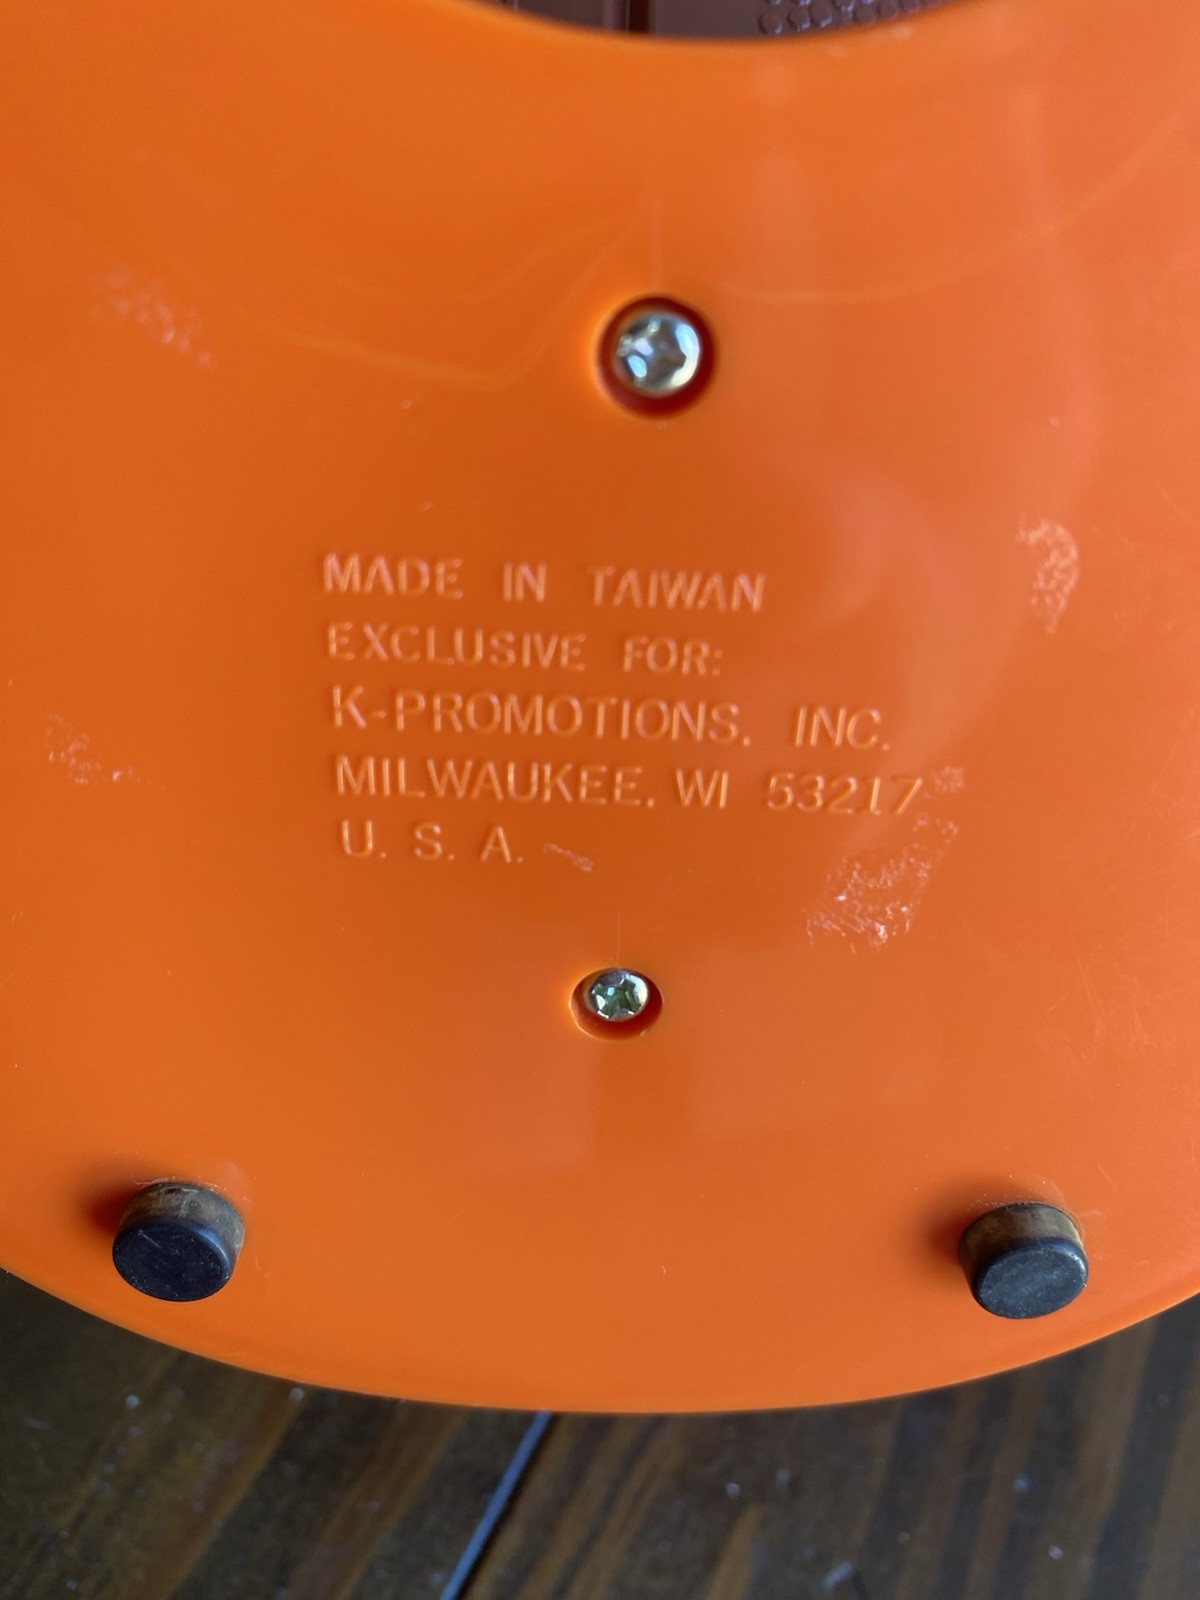 MADE IN TAIWAN
EXCLUSIVE FOR:
K-PROMOTIONS, INC.
MILWAUKEE, WI 53217
U. S. A.